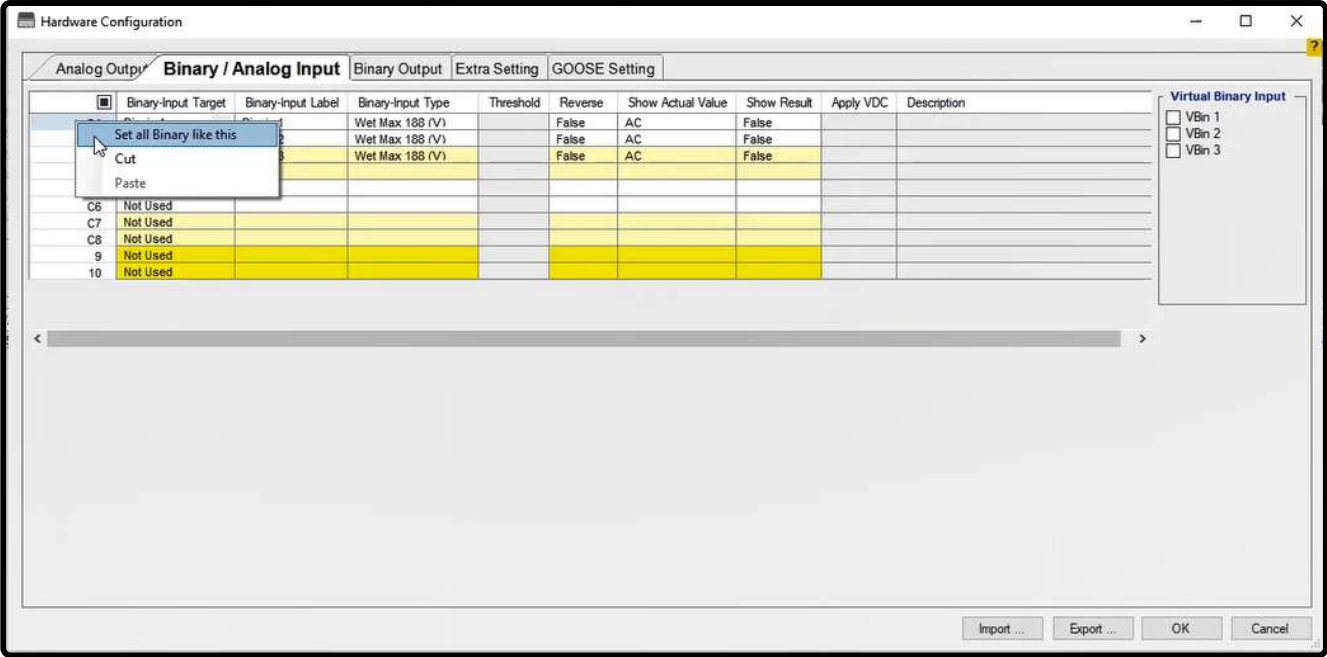 Hardware Configuration
?
Analog Output Binary / Analog Input Binary Output Extra Setting GOOSE Setting
Binary-Input Target Binary-Input Label Binary-Input Type Threshold Reverse Show Actual Value Show Result Apply VDC Description
Wet Max 188 (V) False AC False
2 Wet Max 188 (V) False AC False
3 Wet Max 188 (V) False AC False
Set all Binary like this
Cut
Paste
C6 Not Used
C7 Not Used
C8 Not Used
9 Not Used
10 Not Used
Virtual Binary Input
VBin 1
VBin 2
VBin 3
Import ... Export ... OK Cancel